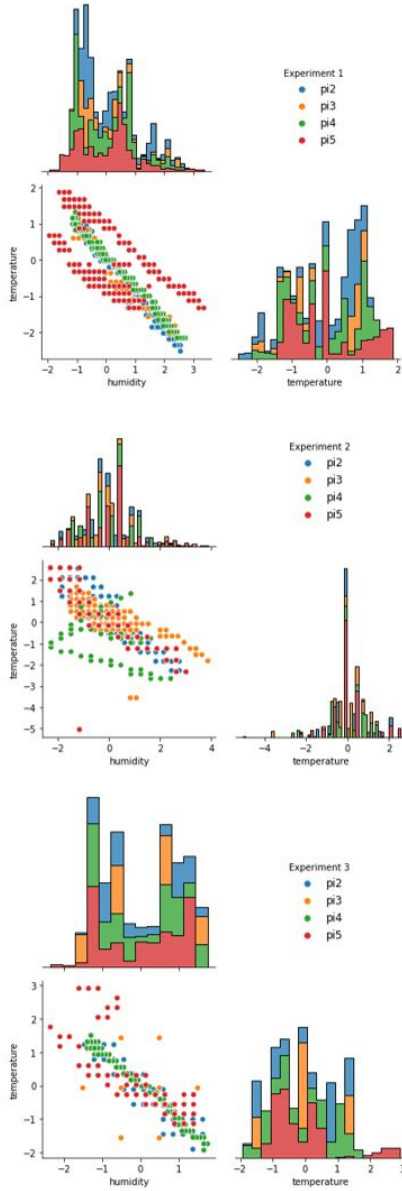 Experiment 1
pi2
pi3
pi4
pi5
temperature
2
1
0
−1
−2
−2 −1 0 1 2 3
humidity
−2 −1 0 1 2
temperature
Experiment 2
pi2
pi3
pi4
pi5
temperature
2
1
0
−1
−2
−3
−4
−5
−2 0 2 4
humidity
−4 −2 0 2
temperature
Experiment 3
pi2
pi3
pi4
pi5
temperature
3
2
1
0
−1
−2
−2 −1 0 1
humidity
−2 −1 0 1 2 3
temperature